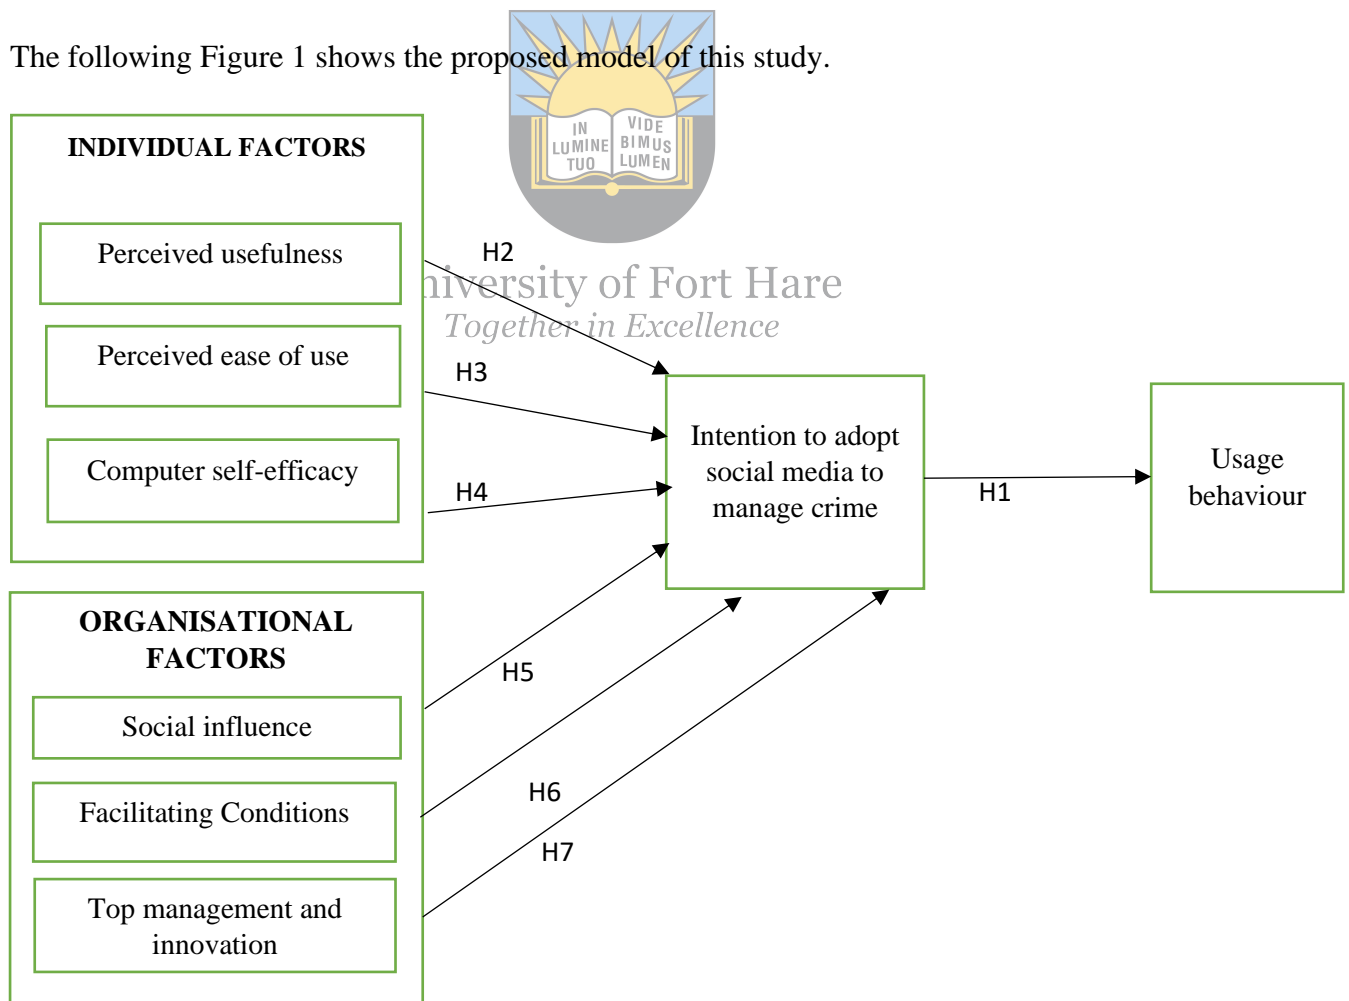 The following Figure 1 shows the proposed model of this study.
IN
LUMINE
TUO
VIDE
BIMUS
LUMEN
niversity of Fort Hare
Together in Excellence
INDIVIDUAL FACTORS
Perceived usefulness
Perceived ease of use
Computer self-efficacy
H2
H3
H4
Intention to adopt
social media to
manage crime
H1
Usage
behaviour
ORGANISATIONAL
FACTORS
Social influence
Facilitating Conditions
Top management and
innovation
H5
H6
H7